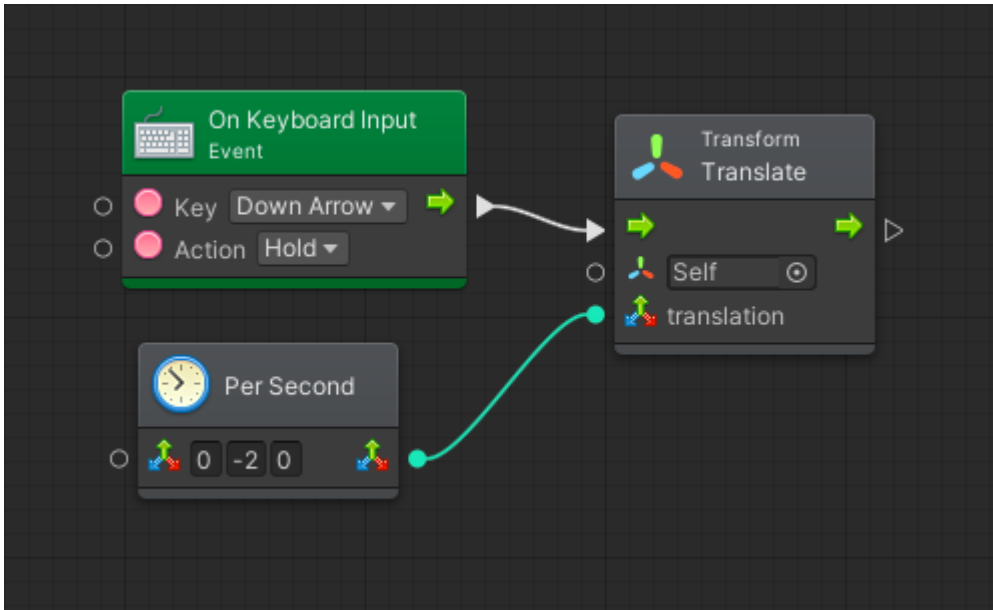 On Keyboard Input
Event
Key Down Arrow
Action Hold
Transform
Translate
Self
translation
Per Second
0 -2 0